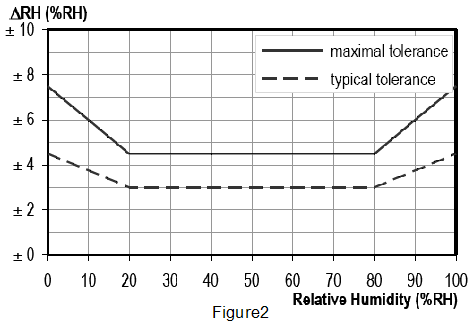 ΔRH (%RH)
± 10
maximal tolerance
typical tolerance
± 8
± 6
± 4
± 2
± 0
0 10 20 30 40 50 60 70 80 90 100
Relative Humidity (%RH)
Figure2